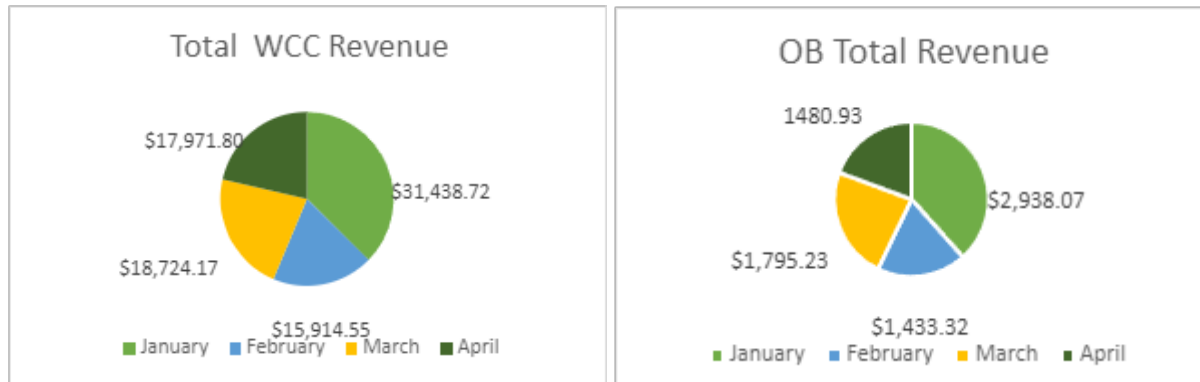 Total WCC Revenue
$17,971.80
$31,438.72
$18,724.17
$15,914.55
January February March April
OB Total Revenue
1480.93
$2,938.07
$1,795.23
$1,433.32
January February March April